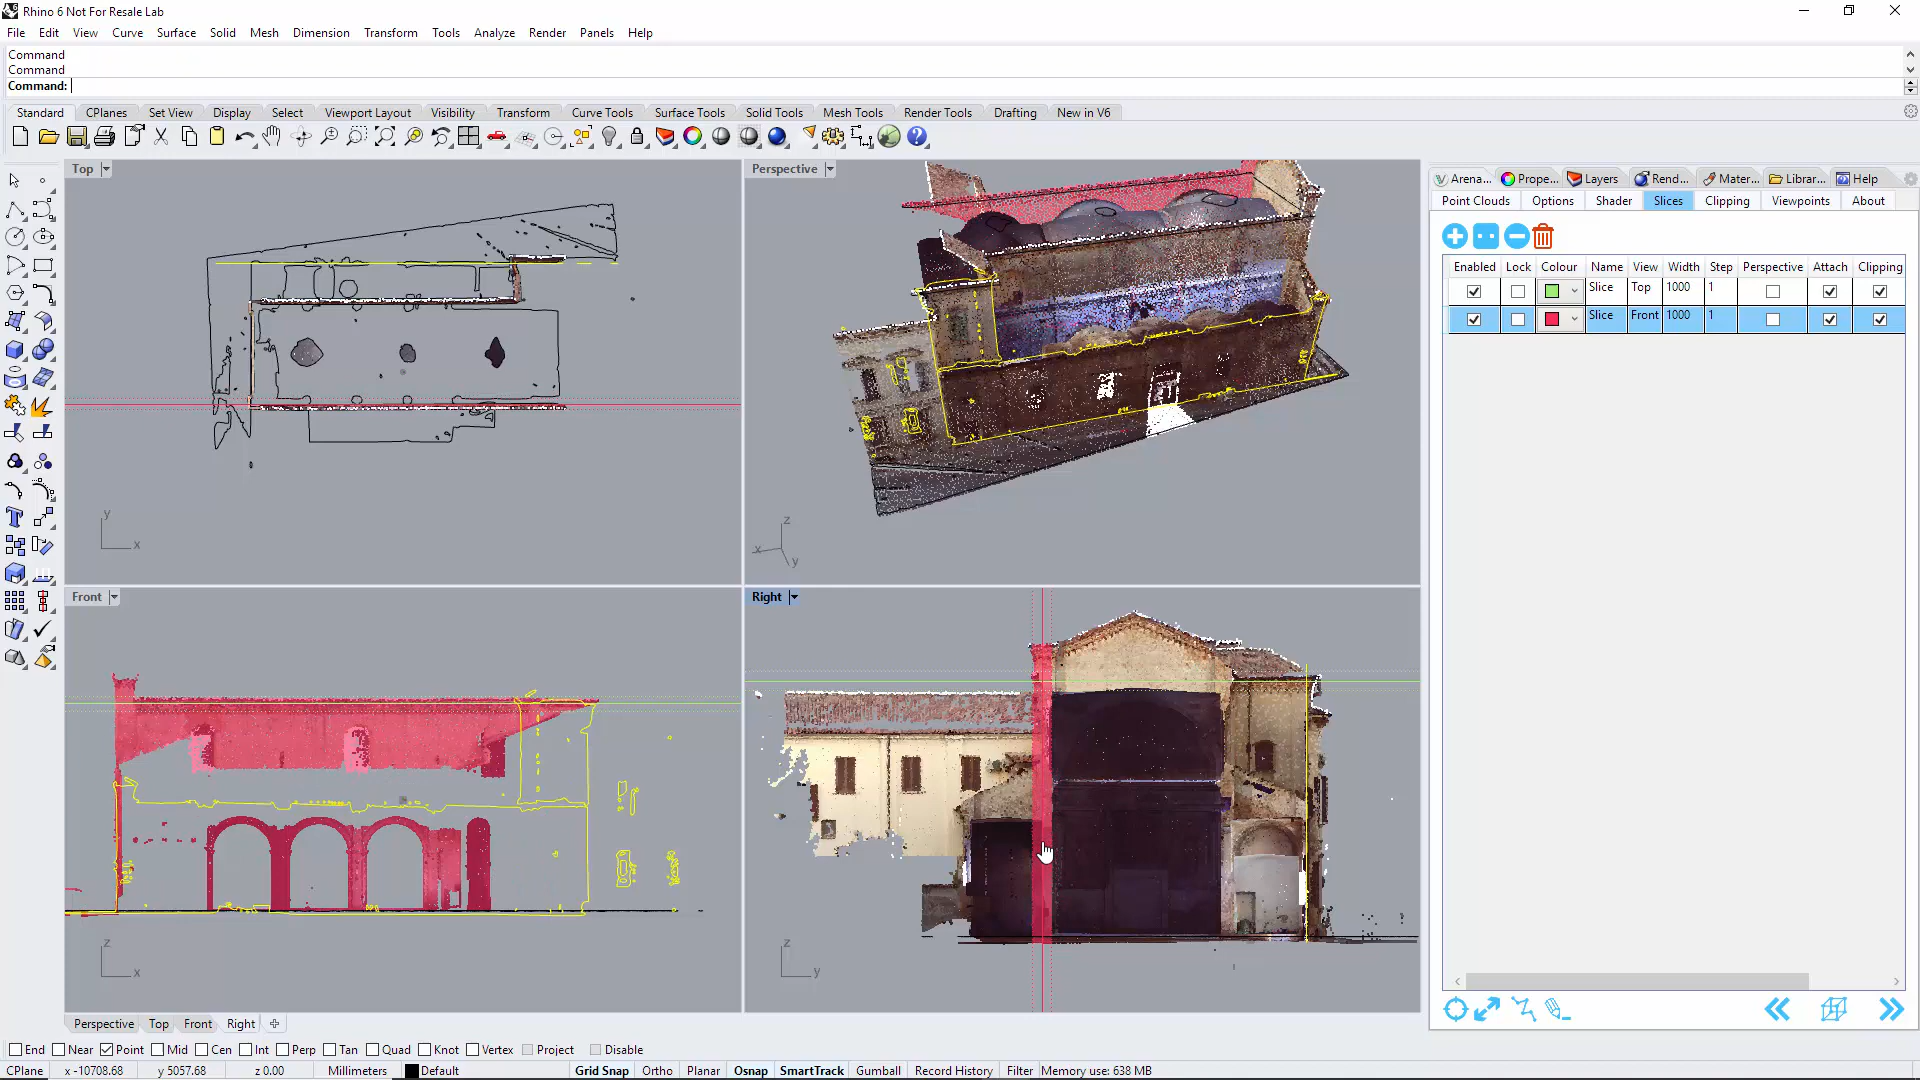 Rhino 6 Not For Resale Lab
File Edit View Curve Surface Solid Mesh Dimension Transform Tools Analyze Render Panels Help
Command
Command
Command:
Standard CPlanes Set View Display Select Viewport Layout Visibility Transform Curve Tools Surface Tools Solid Tools Mesh Tools Render Tools Drafting New in V6
Top
Perspective
Arena... Prope... Layers Rend... Mater... Librar... Help
Point Clouds Options Shader Slices Clipping Viewpoints About
Enabled Lock Colour Name View Width Step Perspective Attach Clipping
Slice Top 1000 1
Slice Front 1000 1
y
x
z
x
y
Front
Right
z
x
z
y
Perspective Top Front Right
End Near Point Mid Cen Int Perp Tan Quad Knot Vertex Project Disable
CPlane x -10708.68 y 5057.68 z 0.00 Millimeters Default Grid Snap Ortho Planar Osnap SmartTrack Gumball Record History Filter Memory use: 638 MB